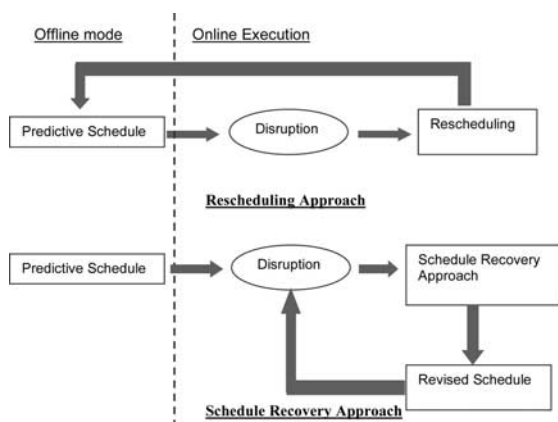 Offline mode
Online Execution
Predictive Schedule
Disruption
Rescheduling
Rescheduling Approach
Predictive Schedule
Disruption
Schedule Recovery
Approach
Revised Schedule
Schedule Recovery Approach